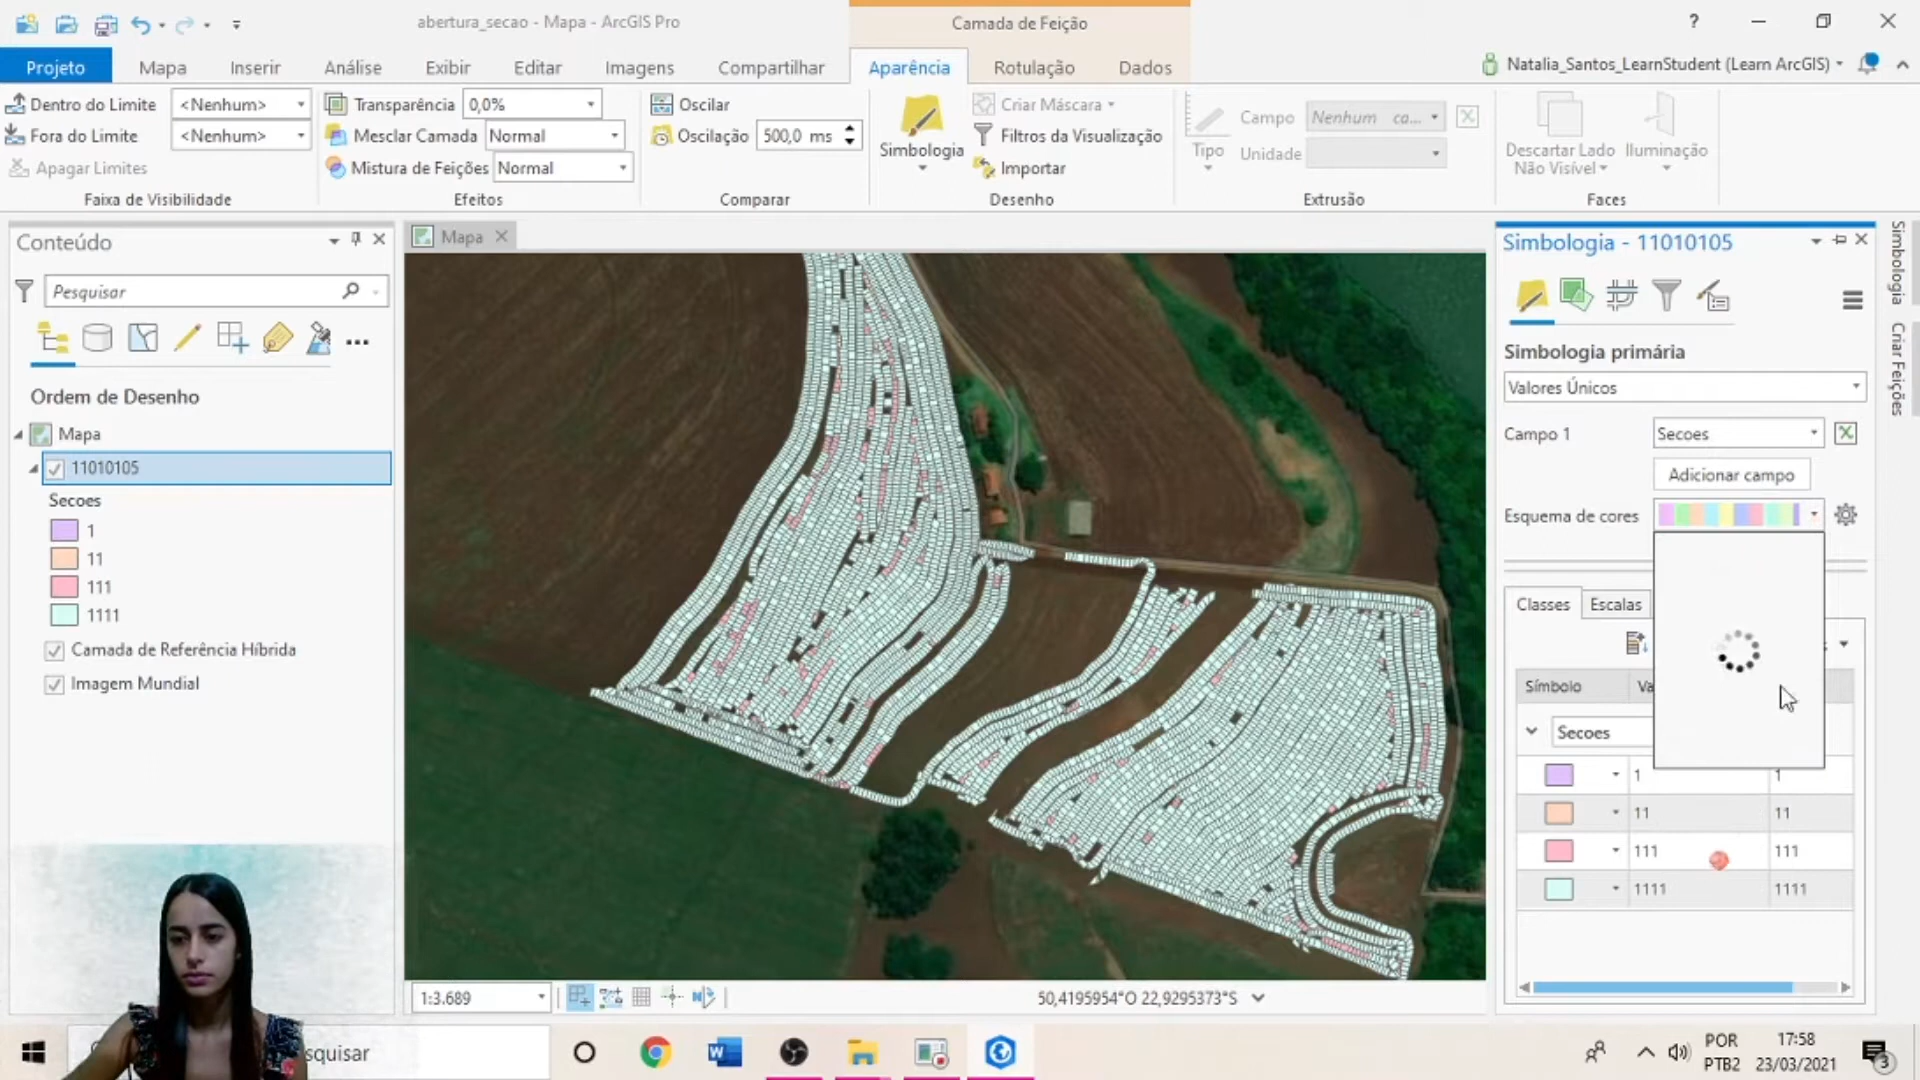 abertura_secao - Mapa - ArcGIS Pro
Camada de Feição
?
Projeto
Mapa
Inserir
Análise
Exibir
Editar
Imagens
Compartilhar
Aparência
Rotulação
Dados
Natalia_Santos_LearnStudent (Learn ArcGIS)
Dentro do Limite
<Nenhum>
Fora do Limite
<Nenhum>
Apagar Limites
Faixa de Visibilidade
Transparência
0,0%
Mesclar Camada
Normal
Mistura de Feições
Normal
Efeitos
Oscilar
Oscilação
500,0 ms
Comparar
Simbologia
Criar Máscara
Filtros da Visualização
Importar
Desenho
Tipo
Campo
Nenhum ca...
Unidade
Extrusão
Descartar Lado
Não Visível
Iluminação
Faces
Conteúdo
Pesquisar
Ordem de Desenho
Mapa
11010105
Secoes
1
11
111
1111
Camada de Referência Híbrida
Imagem Mundial
Mapa
1:3.689
50,4195954°O 22,9295373°S
Simbologia - 11010105
Simbologia primária
Valores Únicos
Campo 1
Secoes
Adicionar campo
Esquema de cores
Classes
Escalas
Símbolo
Va
Secoes
1 1
11 11
111 111
1111 1111
Simbologia
Criar Feições
squisar
POR
PTB2
17:58
23/03/2021
3